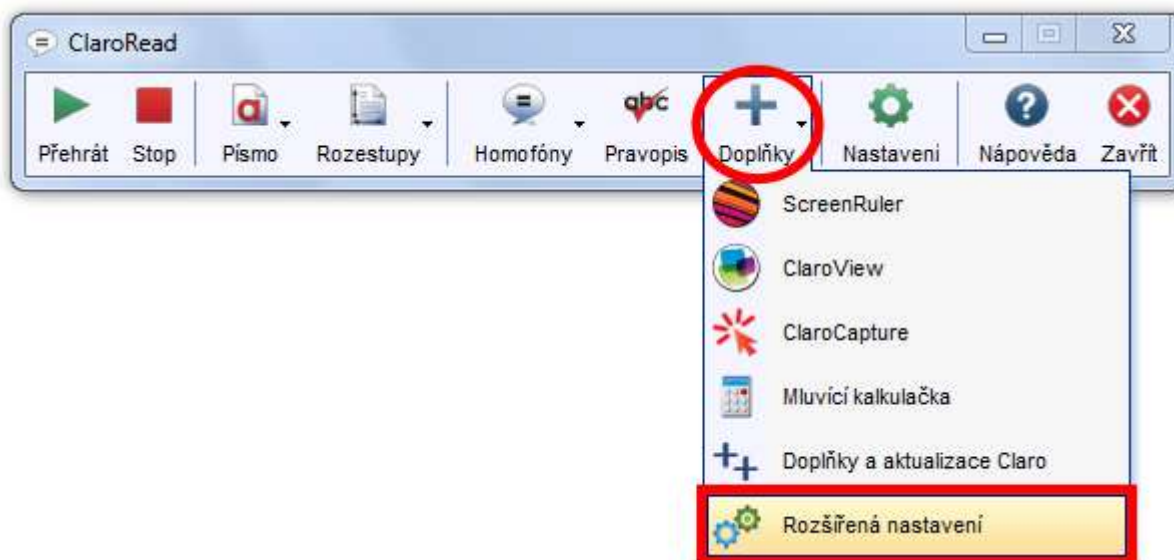 ClaroRead
Přehrát Stop Písmo Rozestupy Homofóny Pravopis Doplňky Nastavení Nápověda Zavřít
ScreenRuler
ClaroView
ClaroCapture
Mluvící kalkulačka
Doplňky a aktualizace Claro
Rozšířená nastavení